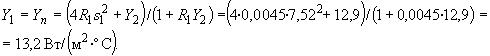 Y₁ = Yₙ = (4R₁s₁² + Y₂)/(1 + R₁Y₂) = (4·0,0045·7,52² + 12,9)/(1 + 0,0045·12,9) =
= 13,2 Вт/(м²·°С)